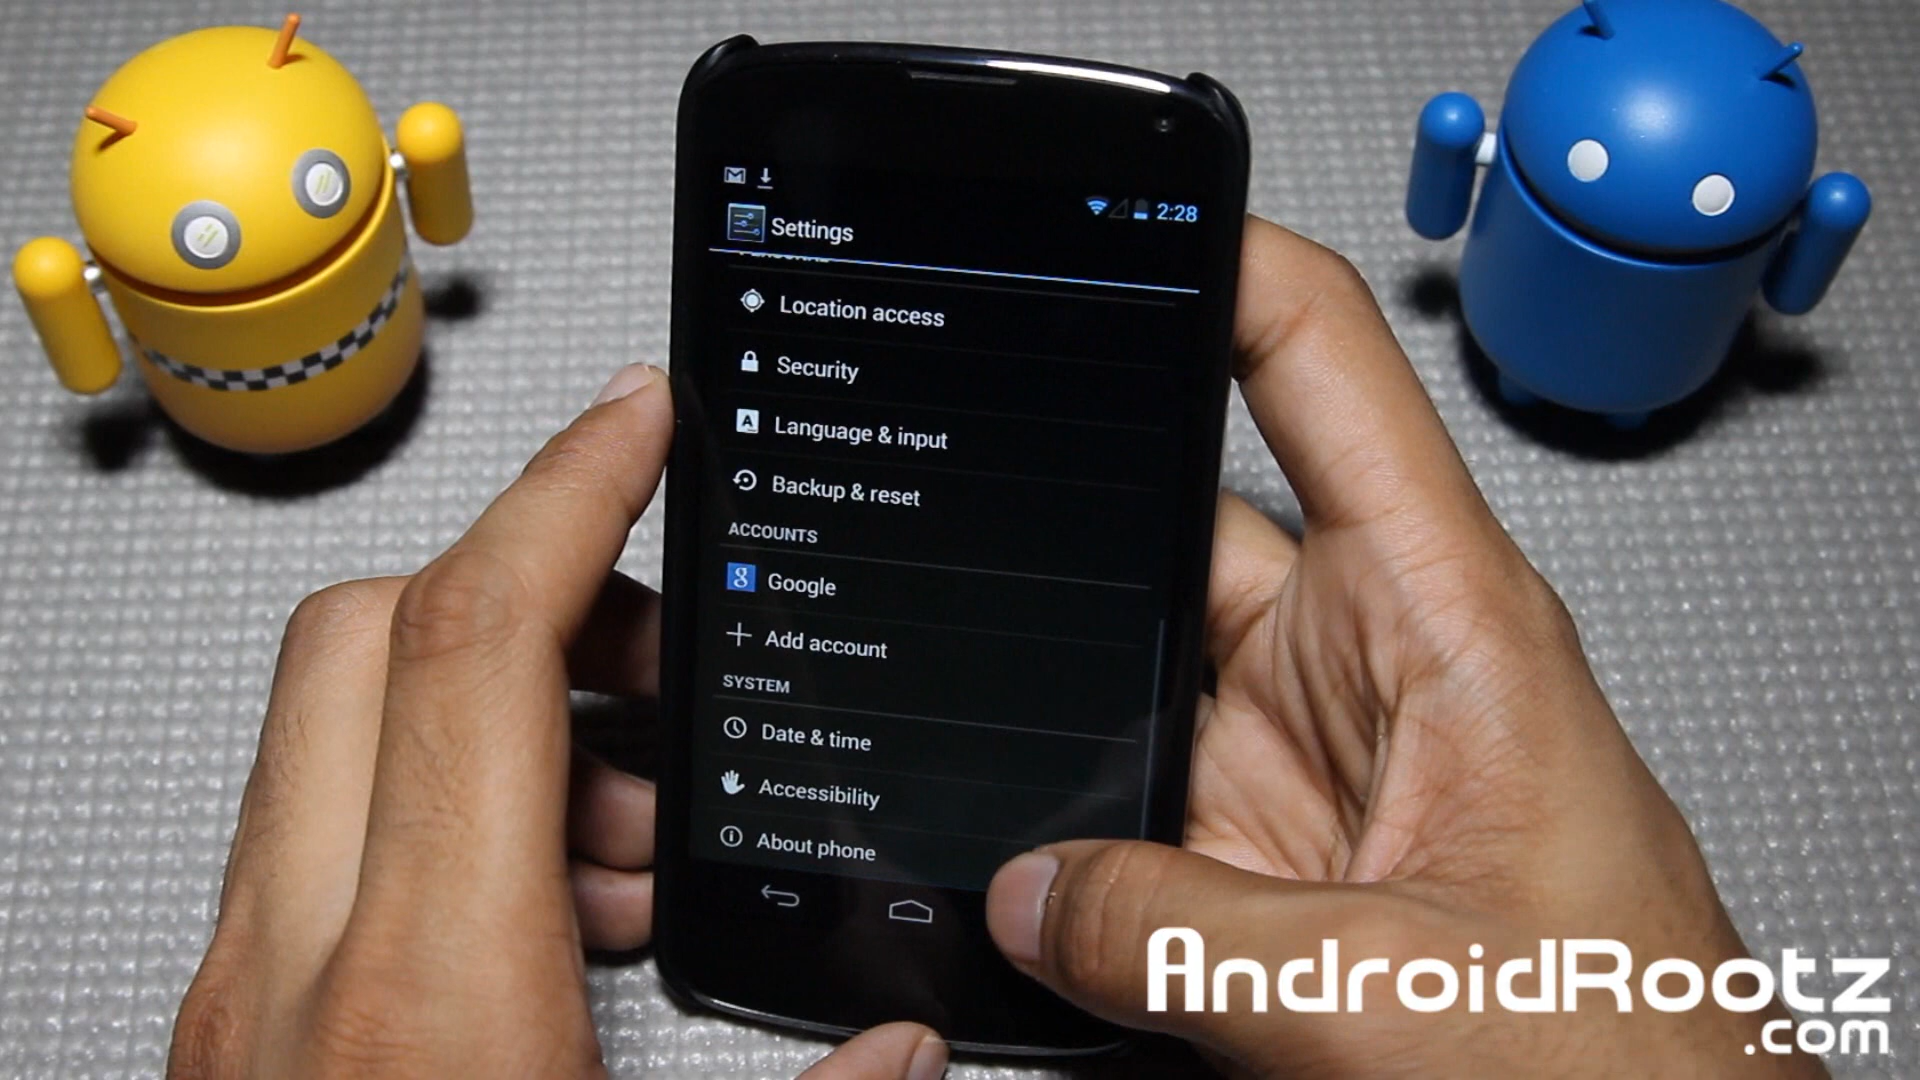 2:28
Settings
PERSONAL
Location access
Security
Language & input
Backup & reset
ACCOUNTS
g Google
Add account
SYSTEM
Date & time
Accessibility
About phone
AndroidRootz
.com